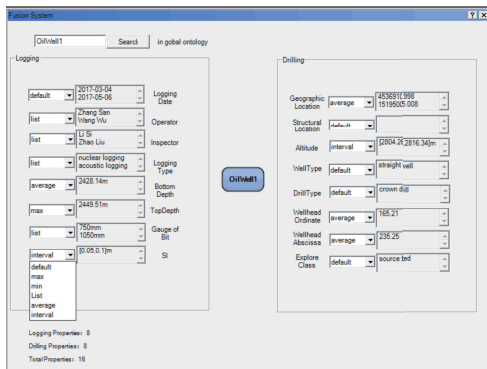 Fusion System
OilWell1 Search in gobal ontology
Logging
default 2017-03-04
2017-05-06
Logging
Date
list Zhang San
Wang Wu
Operator
list Li Si
Zhao Liu
Inspector
list nuclear logging
acoustic logging
Logging
Type
average 2428.14m
Bottom
Depth
max 2449.51m
TopDepth
list 750mm
1050mm
Gauge of
Bit
interval [0.05,0.1]m
SI
default
max
min
List
average
interval
Logging Properties: 8
Drilling Properties: 8
Total Properties: 16
OilWell1
Drilling
Geographic
Location
average
Structural
Location
default
Altitude interval
WellType default straight well
DrillType default crown drill
Wellhead
Ordinate
average 165.21
Wellhead
Abscissa
average 235.25
Explore
Class
default source bed